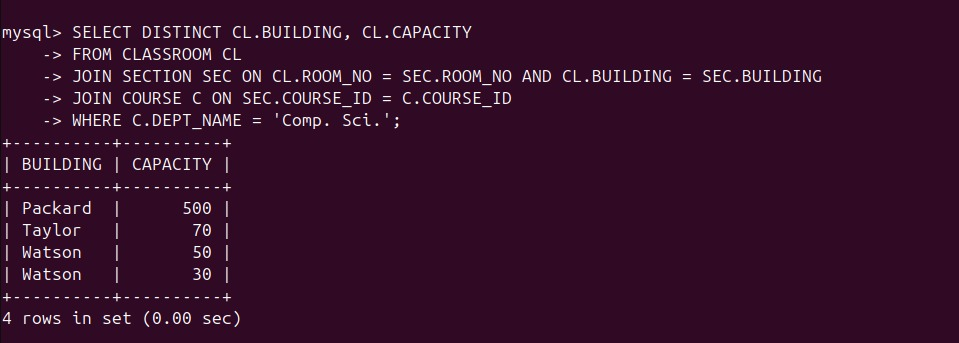 mysql> SELECT DISTINCT CL.BUILDING, CL.CAPACITY
    -> FROM CLASSROOM CL
    -> JOIN SECTION SEC ON CL.ROOM_NO = SEC.ROOM_NO AND CL.BUILDING = SEC.BUILDING
    -> JOIN COURSE C ON SEC.COURSE_ID = C.COURSE_ID
    -> WHERE C.DEPT_NAME = 'Comp. Sci.';
+----------+----------+
| BUILDING | CAPACITY |
+----------+----------+
| Packard  |      500 |
| Taylor   |       70 |
| Watson   |       50 |
| Watson   |       30 |
+----------+----------+
4 rows in set (0.00 sec)